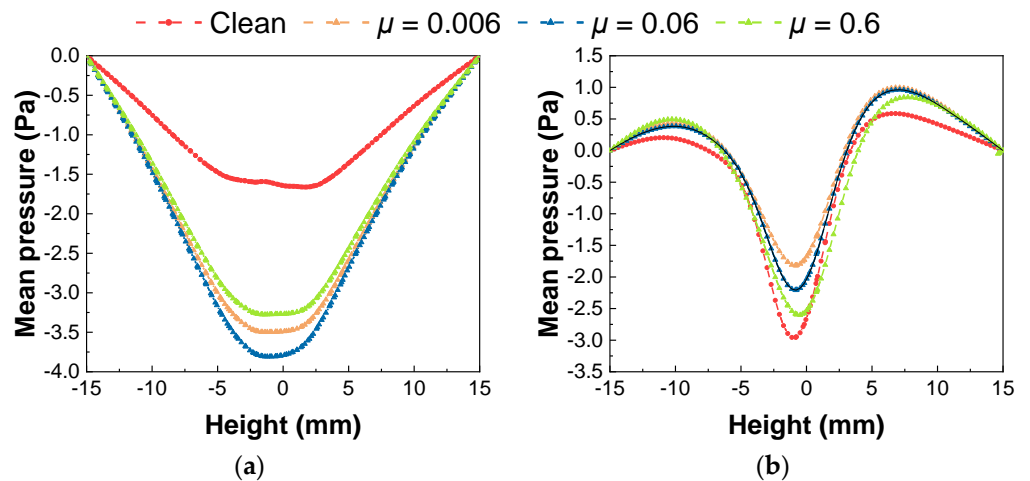 Clean μ = 0.006 μ = 0.06 μ = 0.6
0.0
-0.5
-1.0
-1.5
-2.0
-2.5
-3.0
-3.5
-4.0
Mean pressure (Pa)
-15 -10 -5 0 5 10 15
Height (mm)
(a)
1.5
1.0
0.5
0.0
-0.5
-1.0
-1.5
-2.0
-2.5
-3.0
-3.5
Mean pressure (Pa)
-15 -10 -5 0 5 10 15
Height (mm)
(b)